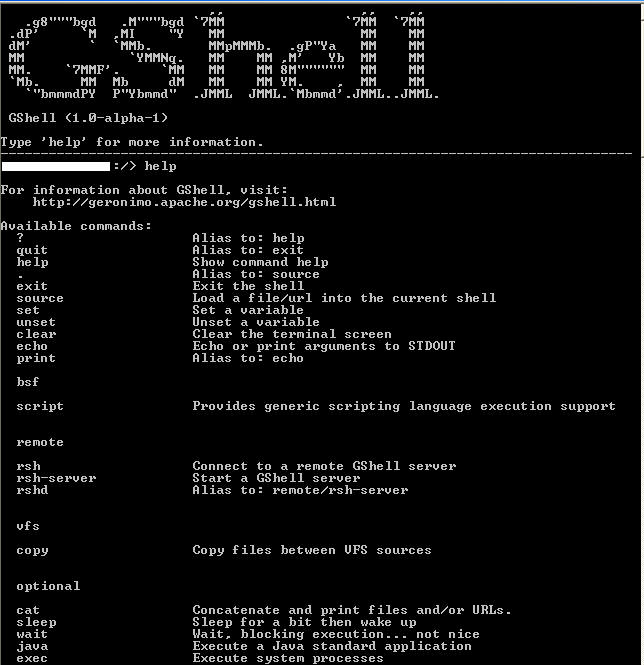 GShell
GShell (1.0-alpha-1)
Type 'help' for more information.
:/> help
For information about GShell, visit:
http://geronimo.apache.org/gshell.html
Available commands:
? Alias to: help
quit Alias to: exit
help Show command help
. Alias to: source
exit Exit the shell
source Load a file/url into the current shell
set Set a variable
unset Unset a variable
clear Clear the terminal screen
echo Echo or print arguments to STDOUT
print Alias to: echo
bsf
script Provides generic scripting language execution support
remote
rsh Connect to a remote GShell server
rsh-server Start a GShell server
rshd Alias to: remote/rsh-server
vfs
copy Copy files between VFS sources
optional
cat Concatenate and print files and/or URLs.
sleep Sleep for a bit then wake up
wait Wait, blocking execution... not nice
java Execute a Java standard application
exec Execute system processes